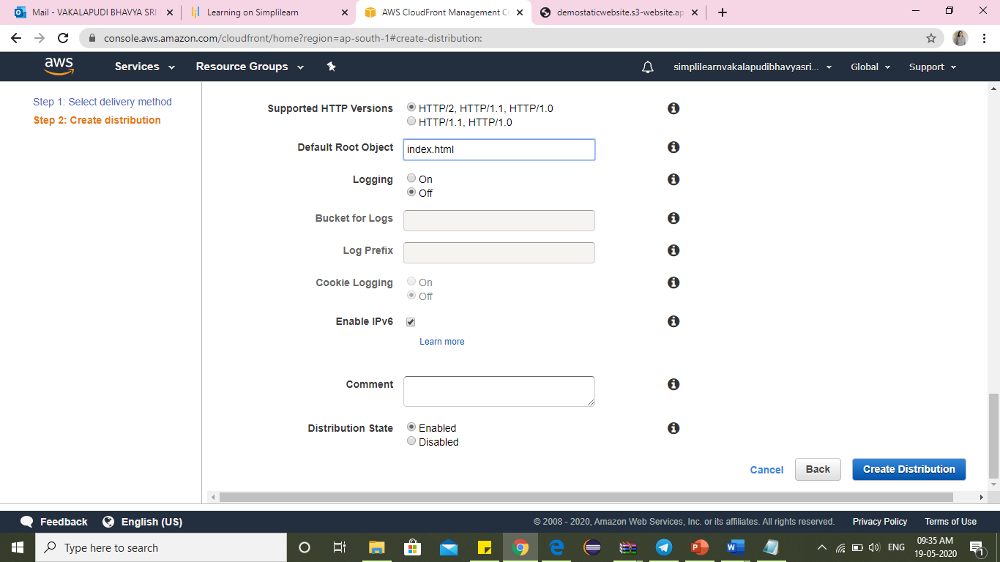 Mail - VAKALAPUDI BHAVYA SRI
Learning on Simplilearn
AWS CloudFront Management Co
demostaticwebsite.s3-website.ap
console.aws.amazon.com/cloudfront/home?region=ap-south-1#create-distribution:
aws
Services
Resource Groups
simplilearnvakalapudibhavyasri...
Global
Support
Step 1: Select delivery method
Step 2: Create distribution
Supported HTTP Versions
HTTP/2, HTTP/1.1, HTTP/1.0
HTTP/1.1, HTTP/1.0
Default Root Object
index.html
Logging
On
Off
Bucket for Logs
Log Prefix
Cookie Logging
On
Off
Enable IPv6
Learn more
Comment
Distribution State
Enabled
Disabled
Cancel
Back
Create Distribution
Feedback
English (US)
© 2008 - 2020, Amazon Web Services, Inc. or its affiliates. All rights reserved.
Privacy Policy
Terms of Use
Type here to search
ENG
09:35 AM
19-05-2020
1